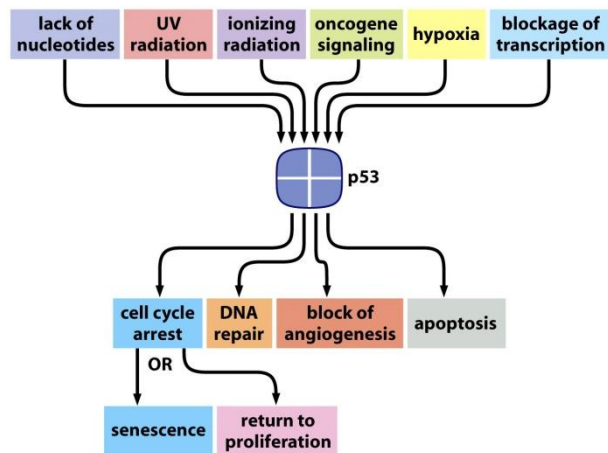 lack of
nucleotides
UV
radiation
ionizing
radiation
oncogene
signaling
hypoxia
blockage of
transcription
p53
cell cycle
arrest
DNA
repair
block of
angiogenesis
apoptosis
OR
senescence
return to
proliferation